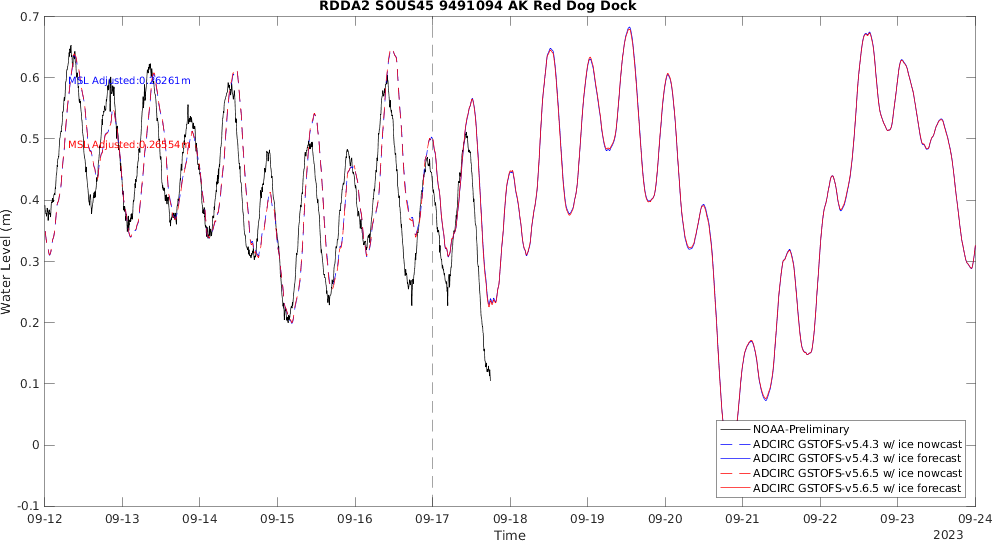 RDDA2 SOUS45 9491094 AK Red Dog Dock
Water Level (m)
0.7
0.6
0.5
0.4
0.3
0.2
0.1
0
-0.1
MSL Adjusted:0.26261m
MSL Adjusted:0.26554m
NOAA-Preliminary
ADCIRC GSTOFS-v5.4.3 w/ ice nowcast
ADCIRC GSTOFS-v5.4.3 w/ ice forecast
ADCIRC GSTOFS-v5.6.5 w/ ice nowcast
ADCIRC GSTOFS-v5.6.5 w/ ice forecast
09-12 09-13 09-14 09-15 09-16 09-17 09-18 09-19 09-20 09-21 09-22 09-23 09-24
Time
2023